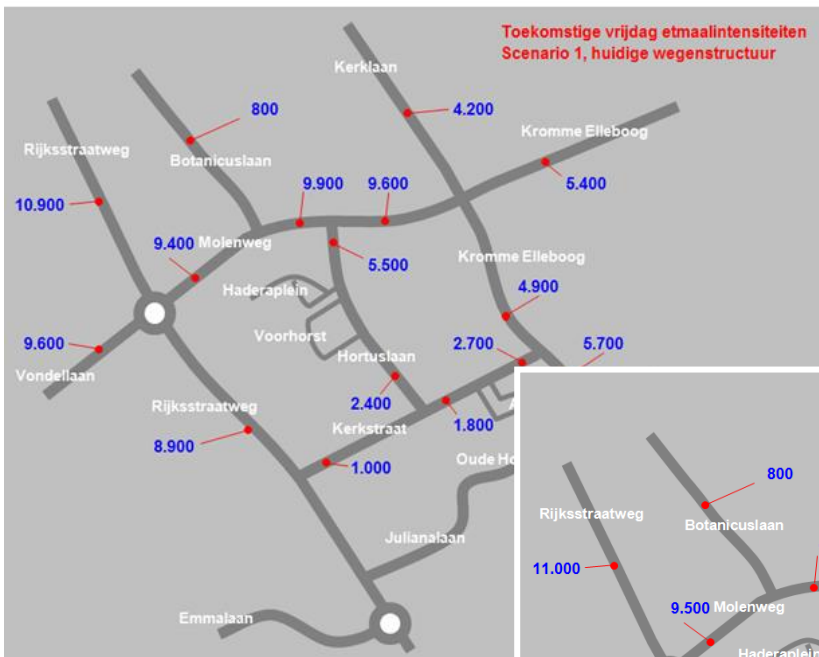 Toekomstige vrijdag etmaalintensiteiten
Scenario 1, huidige wegenstructuur
Kerklaan
4.200
800
Kromme Elleboog
Rijksstraatweg
Botanicuslaan
9.900
9.600
5.400
10.900
9.400
Molenweg
5.500
Kromme Elleboog
Haderaplein
4.900
Voorhorst
9.600
2.700
5.700
Hortuslaan
Vondellaan
2.400
Rijksstraatweg
Kerkstraat
1.800
8.900
1.000
Oude
Julianalaan
Emmalaan
800
Rijksstraatweg
Botanicuslaan
11.000
9.500
Molenweg
Haderaplein